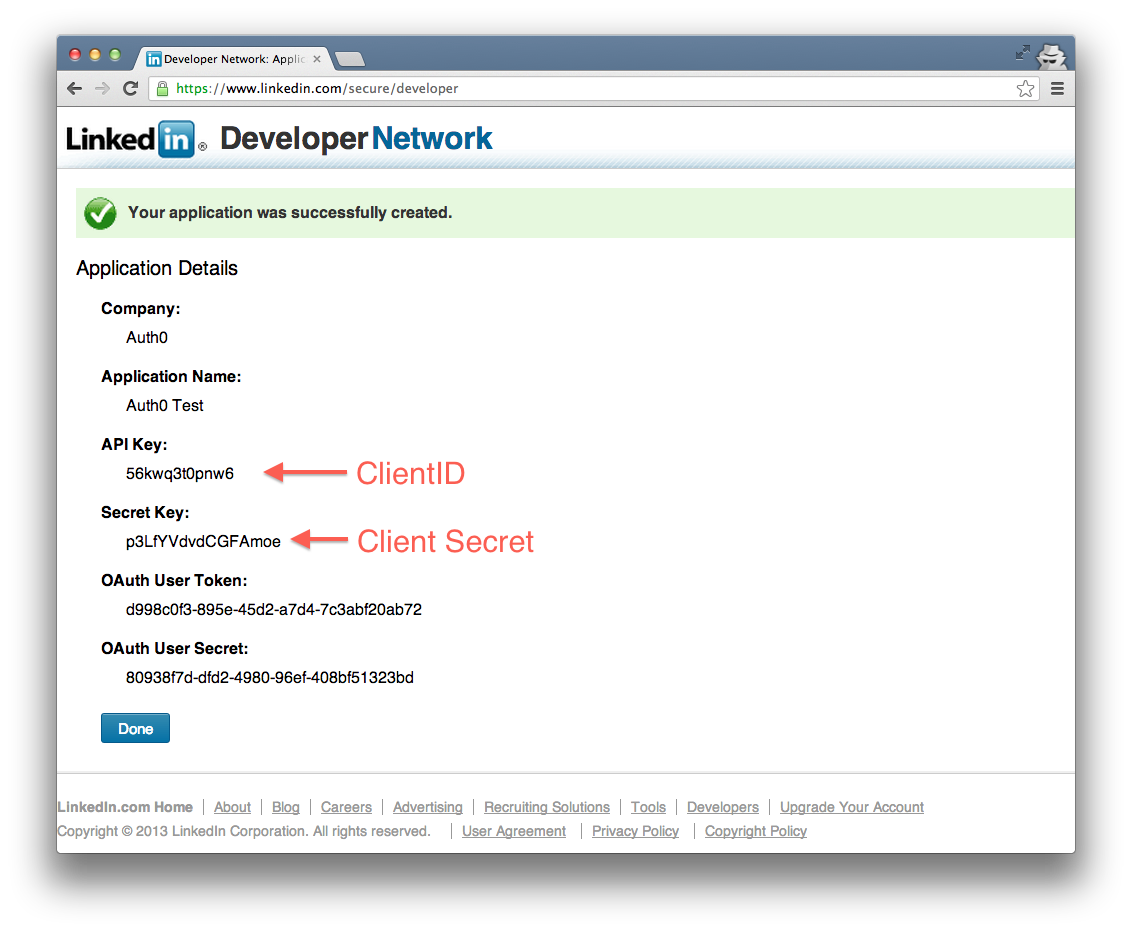 Developer Network: Applic
https://www.linkedin.com/secure/developer
Linked in ® Developer Network
Your application was successfully created.
Application Details
Company:
Auth0
Application Name:
Auth0 Test
API Key:
56kwq3t0pnw6 ClientID
Secret Key:
p3LfYVdvdCGFAmoe Client Secret
OAuth User Token:
d998c0f3-895e-45d2-a7d4-7c3abf20ab72
OAuth User Secret:
80938f7d-dfd2-4980-96ef-408bf51323bd
Done
LinkedIn.com Home | About | Blog | Careers | Advertising | Recruiting Solutions | Tools | Developers | Upgrade Your Account
Copyright © 2013 LinkedIn Corporation. All rights reserved. | User Agreement | Privacy Policy | Copyright Policy